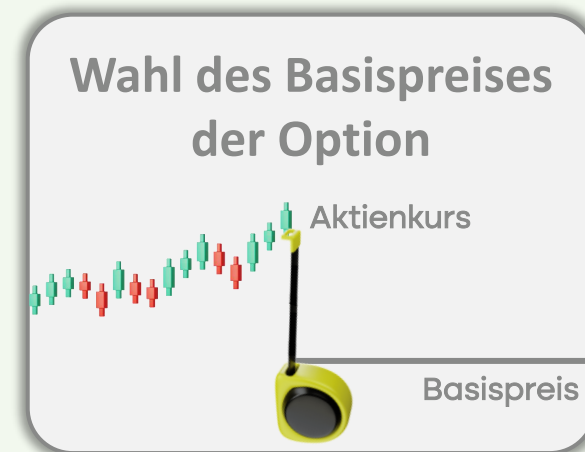 Wahl des Basispreises
der Option
Aktienkurs
Basispreis